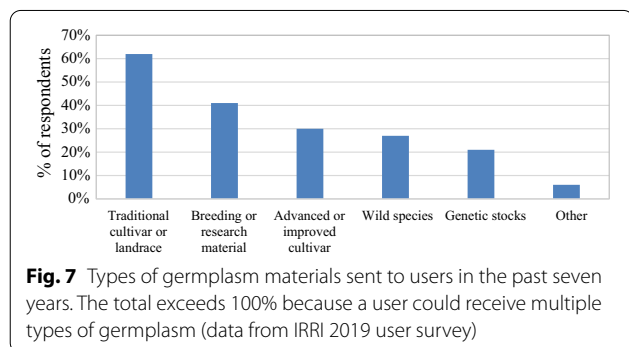 70%
60%
50%
40%
30%
20%
10%
0%
% of respondents
Traditional cultivar or landrace
Breeding or research material
Advanced or improved cultivar
Wild species
Genetic stocks
Other
Fig. 7 Types of germplasm materials sent to users in the past seven
years. The total exceeds 100% because a user could receive multiple
types of germplasm (data from IRRI 2019 user survey)